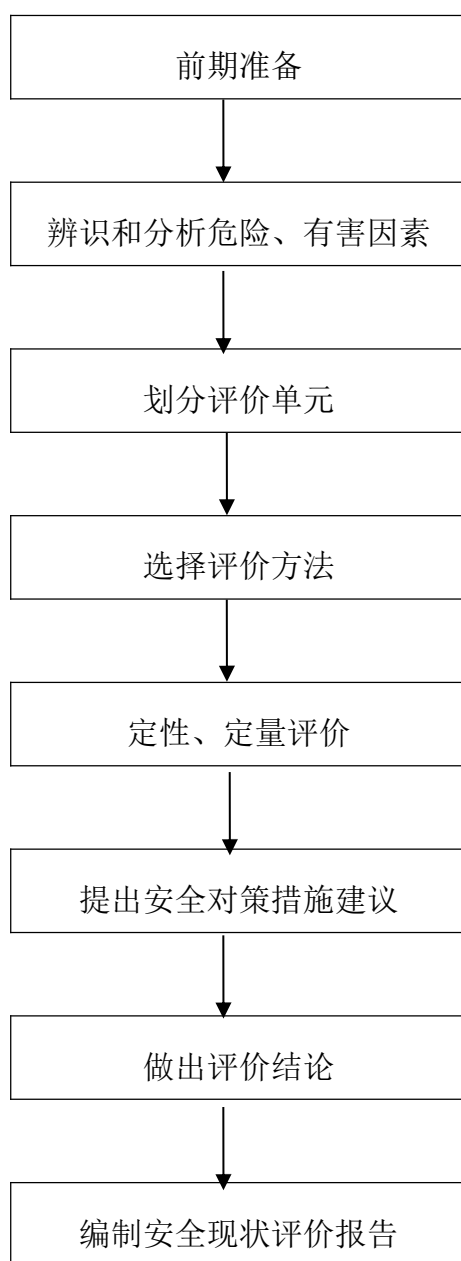 前期准备
辨识和分析危险、有害因素
划分评价单元
选择评价方法
定性、定量评价
提出安全对策措施建议
做出评价结论
编制安全现状评价报告